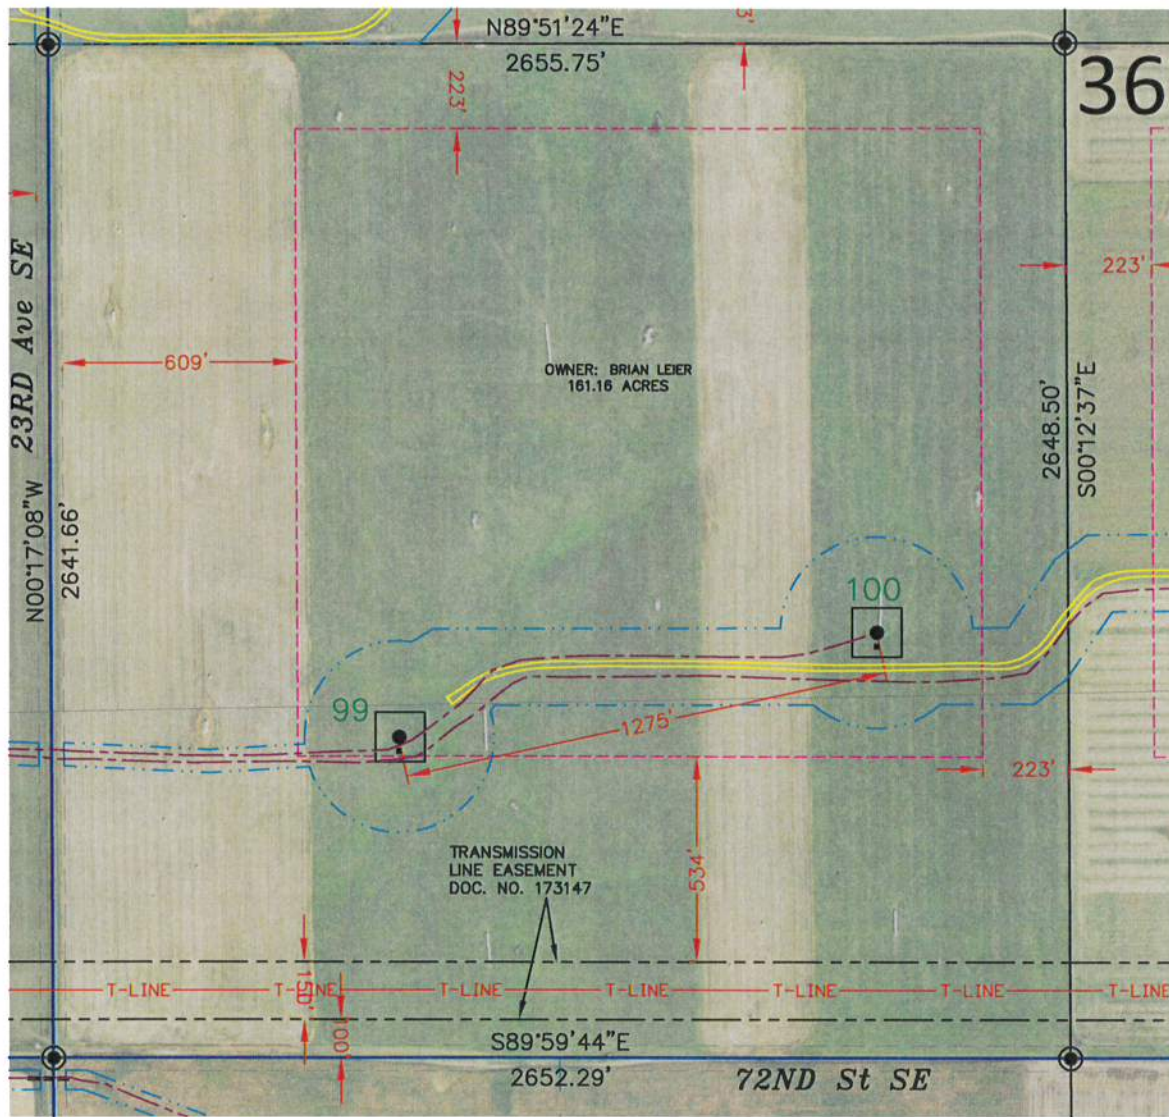 3'
N89°51'24"E
2655.75'
36
223'
23RD Ave SE
223'
609'
OWNER: BRIAN LEIER
161.16 ACRES
2648.50'
S00°12'37"E
N00°17'08"W
2641.66'
100
99
1275'
223'
TRANSMISSION
LINE EASEMENT
DOC. NO. 173147
534'
T-LINE T-LINE T-LINE T-LINE T-LINE T-LINE T-LINE
150'
100'
S89°59'44"E
2652.29'
72ND St SE